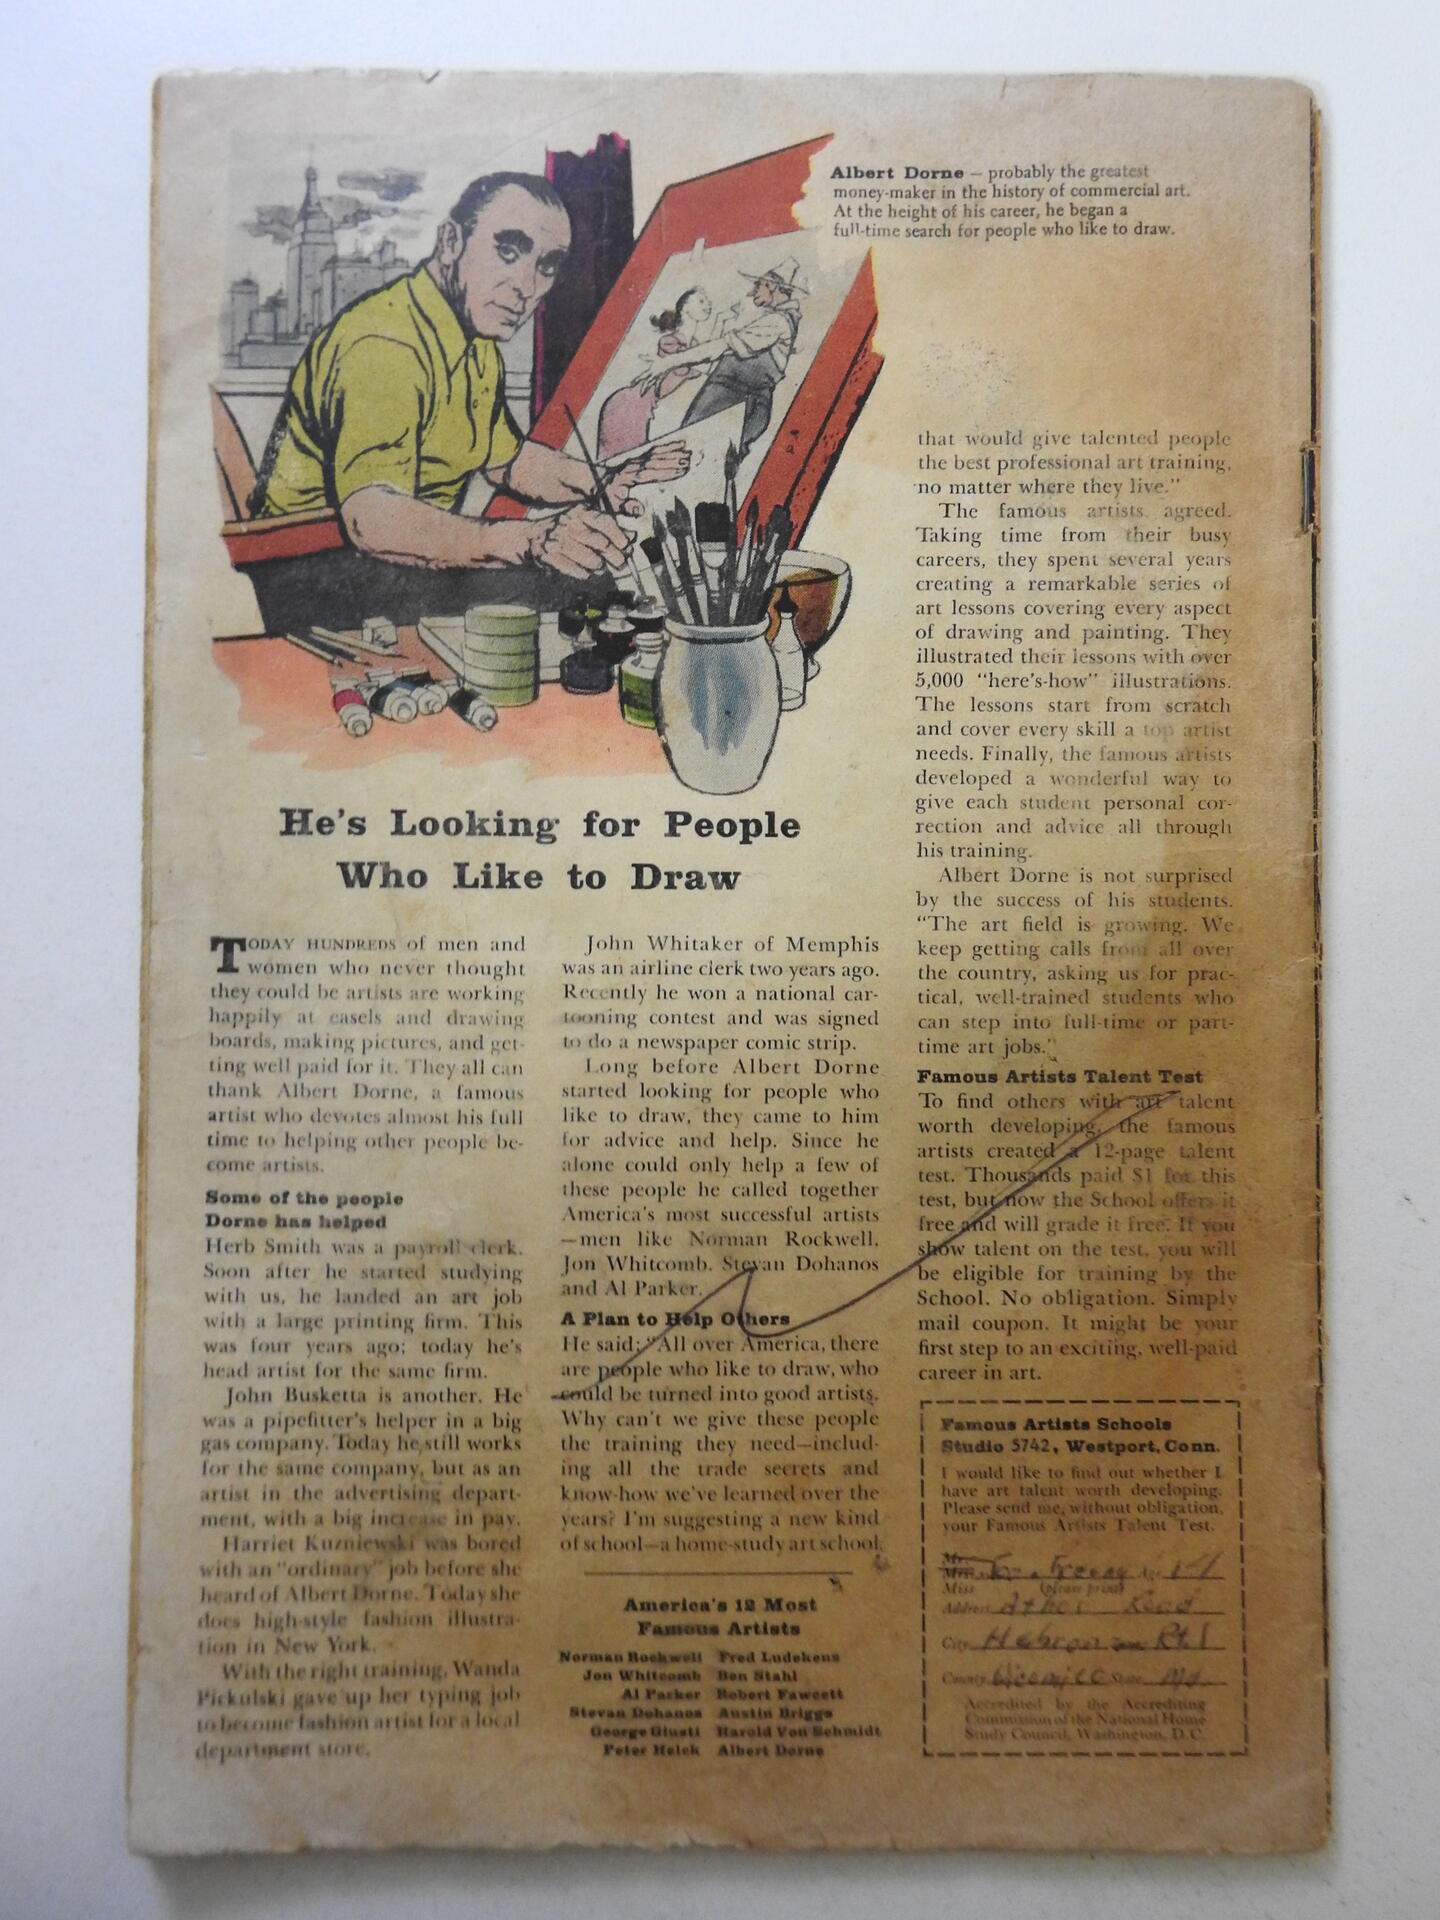 Albert Dorne — probably the greatest
money-maker in the history of commercial art.
At the height of his career, he began a
full-time search for people who like to draw.
He's Looking for People
Who Like to Draw
TODAY HUNDREDS of men and
women who never thought
they could be artists are working
happily at easels and drawing
boards, making pictures, and get-
ting well paid for it. They all can
thank Albert Dorne, a famous
artist who devotes almost his full
time to helping other people be-
come artists.
Some of the people
Dorne has helped
Herb Smith was a payroll clerk.
Soon after he started studying
with us, he landed an art job
with a large printing firm. This
was four years ago; today he's
head artist for the same firm.
John Busketta is another. He
was a pipefitter's helper in a big
gas company. Today he still works
for the same company, but as an
artist in the advertising depart-
ment, with a big increase in pay.
Harriet Kuzniewski was bored
with an "ordinary" job before she
heard of Albert Dorne. Today she
does high-style fashion illustra-
tion in New York.
With the right training, Wanda
Pickulski gave up her typing job
to become fashion artist for a local
department store.
John Whitaker of Memphis
was an airline clerk two years ago.
Recently he won a national car-
tooning contest and was signed
to do a newspaper comic strip.
Long before Albert Dorne
started looking for people who
like to draw, they came to him
for advice and help. Since he
alone could only help a few of
these people he called together
America's most successful artists
—men like Norman Rockwell,
Jon Whitcomb, Stevan Dohanos
and Al Parker.
A Plan to Help Others
He said: "All over America, there
are people who like to draw, who
could be turned into good artists.
Why can't we give these people
the training they need—includ-
ing all the trade secrets and
know-how we've learned over the
years? I'm suggesting a new kind
of school—a home-study art school
America's 12 Most
Famous Artists
Norman Rockwell Fred Ludekens
Jon Whitcomb Ben Stahl
Al Parker Robert Fawcett
Stevan Dohanos Austin Briggs
George Giusti Harold Von Schmidt
Peter Helck Albert Dorne
that would give talented people
the best professional art training,
no matter where they live."
The famous artists agreed.
Taking time from their busy
careers, they spent several years
creating a remarkable series of
art lessons covering every aspect
of drawing and painting. They
illustrated their lessons with over
5,000 "here's-how" illustrations.
The lessons start from scratch
and cover every skill a top artist
needs. Finally, the famous artists
developed a wonderful way to
give each student personal cor-
rection and advice all through
his training.
Albert Dorne is not surprised
by the success of his students.
"The art field is growing. We
keep getting calls from all over
the country, asking us for prac-
tical, well-trained students who
can step into full-time or part-
time art jobs."
Famous Artists Talent Test
To find others with art talent
worth developing, the famous
artists created a 12-page talent
test. Thousands paid $1 for this
test, but now the School offers it
free and will grade it free. If you
show talent on the test, you will
be eligible for training by the
School. No obligation. Simply
mail coupon. It might be your
first step to an exciting, well-paid
career in art.
Famous Artists Schools
Studio 5742, Westport, Conn.
I would like to find out whether I
have art talent worth developing.
Please send me, without obligation,
your Famous Artists Talent Test.
Mr.
Mrs. Age
Miss (please print)
Address Road
City Hebron Rt 1
County Wicomico State Md.
Accredited by the Accrediting
Commission of the National Home
Study Council, Washington, D.C.